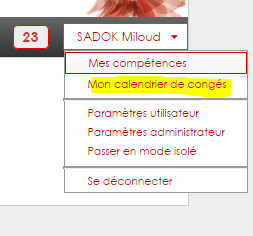 23
SADOK Miloud
Mes compétences
Mon calendrier de congés
Paramètres utilisateur
Paramètres administrateur
Passer en mode isolé
Se déconnecter